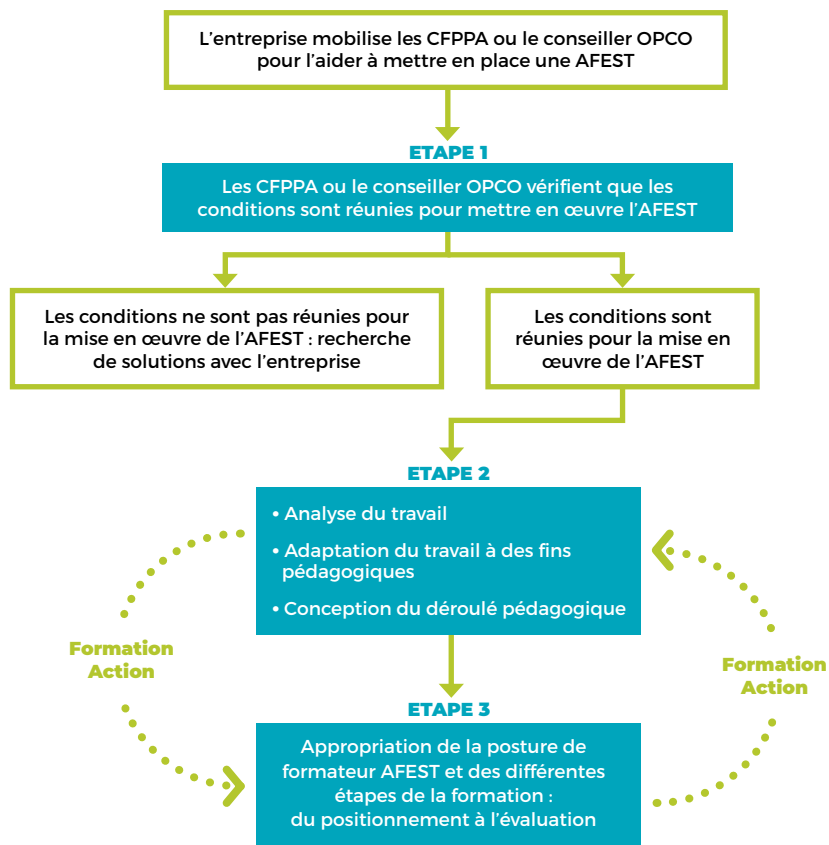 L'entreprise mobilise les CFPPA ou le conseiller OPCO
pour l'aider à mettre en place une AFEST
ETAPE 1
Les CFPPA ou le conseiller OPCO vérifient que les
conditions sont réunies pour mettre en œuvre l'AFEST
Les conditions ne sont pas réunies pour
la mise en œuvre de l'AFEST : recherche
de solutions avec l'entreprise
Les conditions sont
réunies pour la mise en
œuvre de l'AFEST
ETAPE 2
• Analyse du travail
• Adaptation du travail à des fins
pédagogiques
• Conception du déroulé pédagogique
Formation
Action
Formation
Action
ETAPE 3
Appropriation de la posture de
formateur AFEST et des différentes
étapes de la formation :
du positionnement à l'évaluation